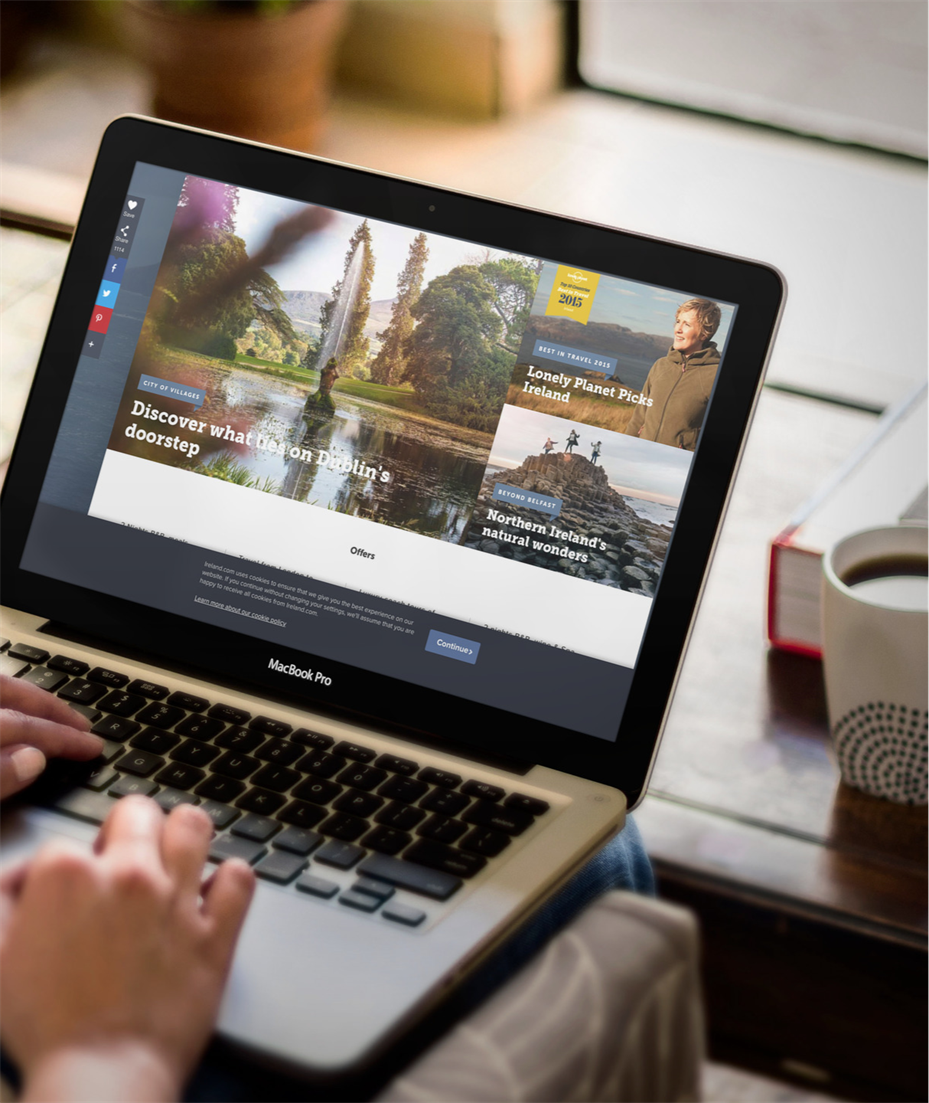 Save
Share
1114
2015
BEST IN TRAVEL 2015
Lonely Planet Picks
Ireland
CITY OF VILLAGES
Discover what lies on Dublin's
doorstep
BEYOND BELFAST
Northern Ireland's
natural wonders
Offers
Ireland.com uses cookies to ensure that we give you the best experience on our
website. If you continue without changing your settings, we'll assume that you are
happy to receive all cookies from Ireland.com.
Learn more about our cookie policy
Continue
MacBook Pro